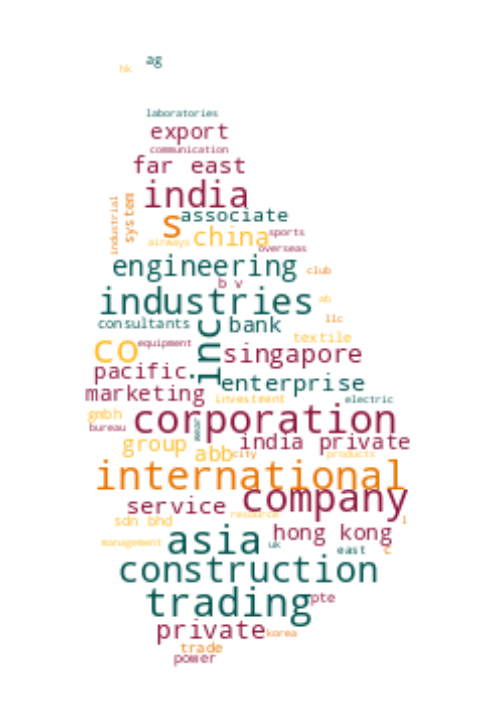 ag
hk
laboratories
export
communication
far east
india
industrial
system
s
associate
china
sports
airways
overseas
engineering
club
b v
industries
ab
consultants
inc
bank
llc
co
equipment
textile
singapore
pacific
enterprise
marketing
investment
electric
gmbh
corporation
bureau
near
group
india private
abb
city
products
international
company
service
resource
sdn bhd
l
asia
hong kong
management
uk
east
c
construction
trading
pte
private
korea
trade
power